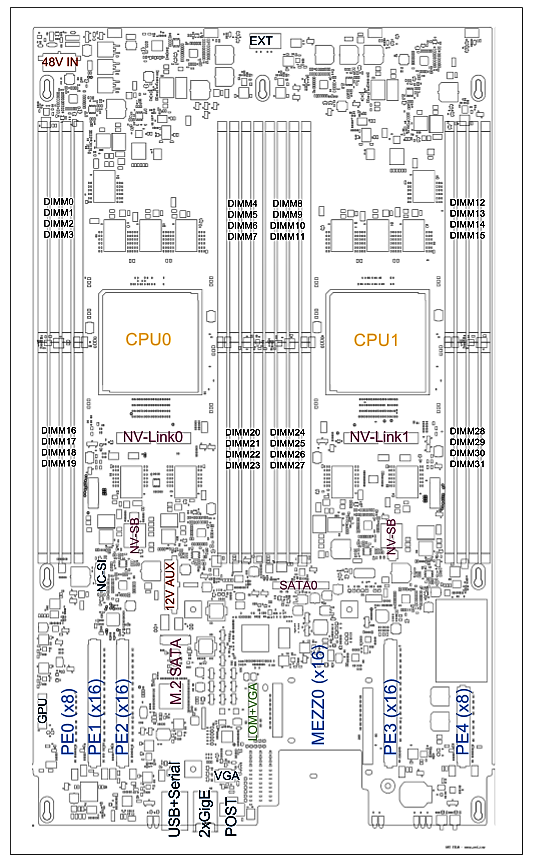 EXT
48V IN
DIMM0
DIMM1
DIMM2
DIMM3
DIMM4
DIMM5
DIMM6
DIMM7
DIMM8
DIMM9
DIMM10
DIMM11
DIMM12
DIMM13
DIMM14
DIMM15
CPU0
CPU1
DIMM16
DIMM17
DIMM18
DIMM19
NV-Link0
DIMM20
DIMM21
DIMM22
DIMM23
DIMM24
DIMM25
DIMM26
DIMM27
NV-Link1
DIMM28
DIMM29
DIMM30
DIMM31
NV-SB
NV-SB
NC-SI
12V AUX
SATA0
GPU
PE0 (x8)
PE1 (x16)
PE2 (x16)
M.2 SATA
LOM+VGA
MEZZ0 (x16)
PE3 (x16)
PE4 (x8)
USB+Serial
2xGigE
VGA
POST